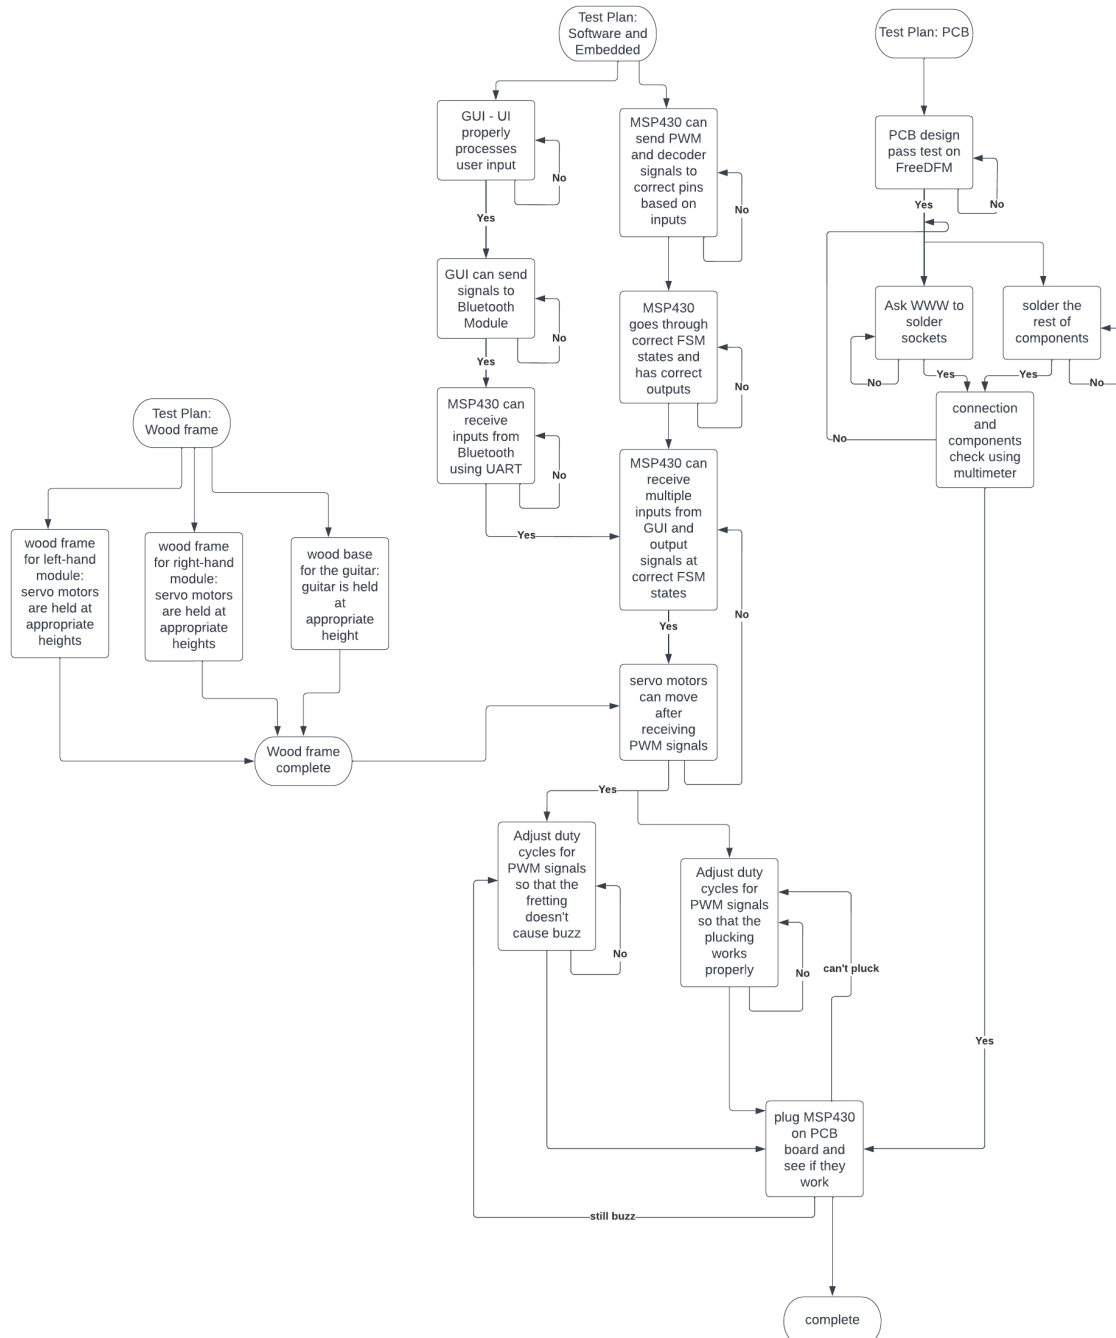 Test Plan:
Software and
Embedded
Test Plan: PCB
GUI - UI
properly
processes
user input
No
Yes
MSP430 can
send PWM
and decoder
signals to
correct pins
based on
inputs
No
PCB design
pass test on
FreeDFM
Yes
No
GUI can send
signals to
Bluetooth
Module
No
Yes
MSP430
goes through
correct FSM
states and
has correct
outputs
No
Ask WWW to
solder
sockets
No
Yes
solder the
rest of
components
Yes
No
MSP430 can
receive
inputs from
Bluetooth
using UART
No
Yes
connection
and
components
check using
multimeter
No
Test Plan:
Wood frame
MSP430 can
receive
multiple
inputs from
GUI and
output
signals at
correct FSM
states
Yes
No
wood frame
for left-hand
module:
servo motors
are held at
appropriate
heights
wood frame
for right-hand
module:
servo motors
are held at
appropriate
heights
wood base
for the guitar:
guitar is held
at
appropriate
height
servo motors
can move
after
receiving
PWM signals
Wood frame
complete
Yes
Adjust duty
cycles for
PWM signals
so that the
fretting
doesn't
cause buzz
No
Adjust duty
cycles for
PWM signals
so that the
plucking
works
properly
No
can't pluck
Yes
plug MSP430
on PCB
board and
see if they
work
still buzz
complete